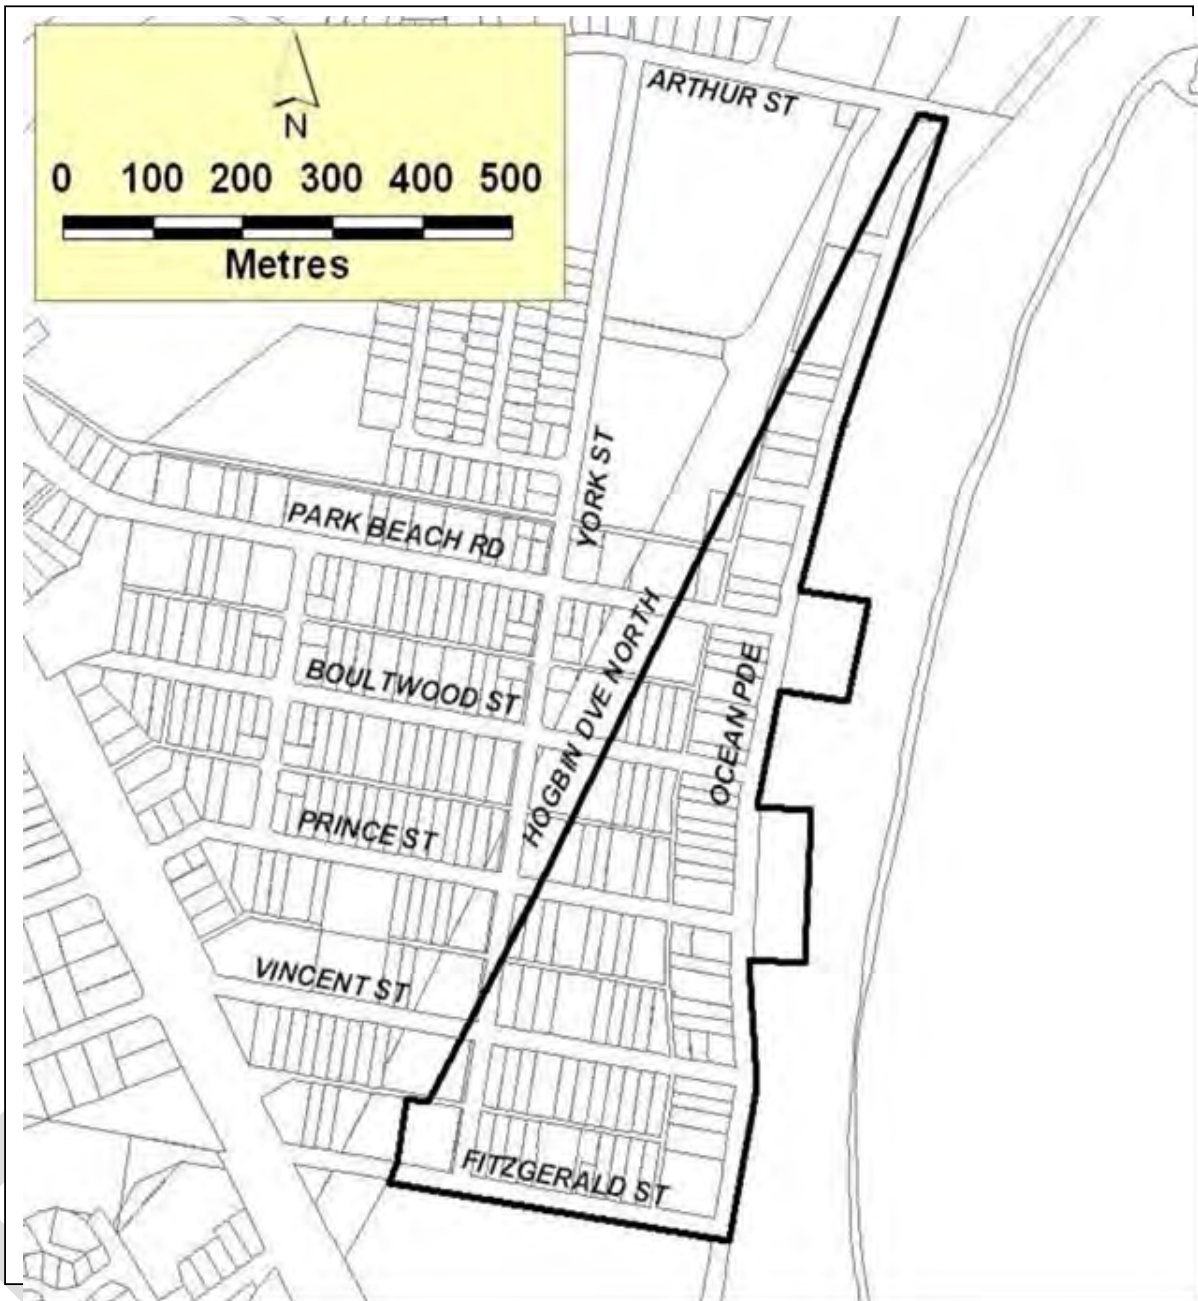 ARTHUR ST
N
0 100 200 300 400 500
Metres
YORK ST
PARK BEACH RD
HOGBIN DVE NORTH
OCEAN PDE
BOULTWOOD ST
PRINCE ST
VINCENT ST
FITZGERALD ST